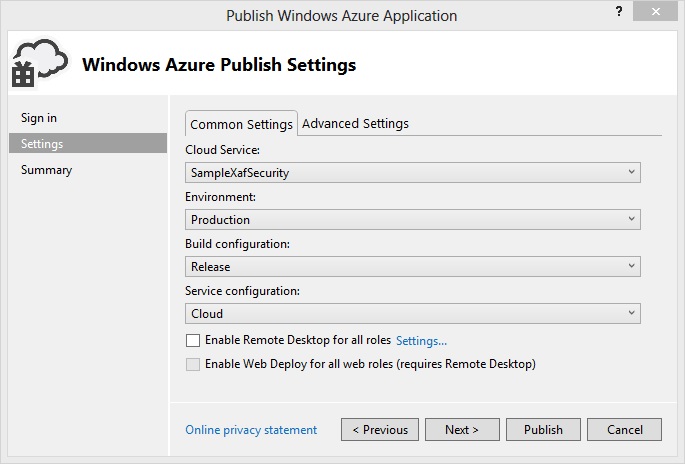 Publish Windows Azure Application
?
Windows Azure Publish Settings
Sign in
Settings
Summary
Common Settings
Advanced Settings
Cloud Service:
SampleXafSecurity
Environment:
Production
Build configuration:
Release
Service configuration:
Cloud
Enable Remote Desktop for all roles Settings...
Enable Web Deploy for all web roles (requires Remote Desktop)
Online privacy statement
< Previous
Next >
Publish
Cancel